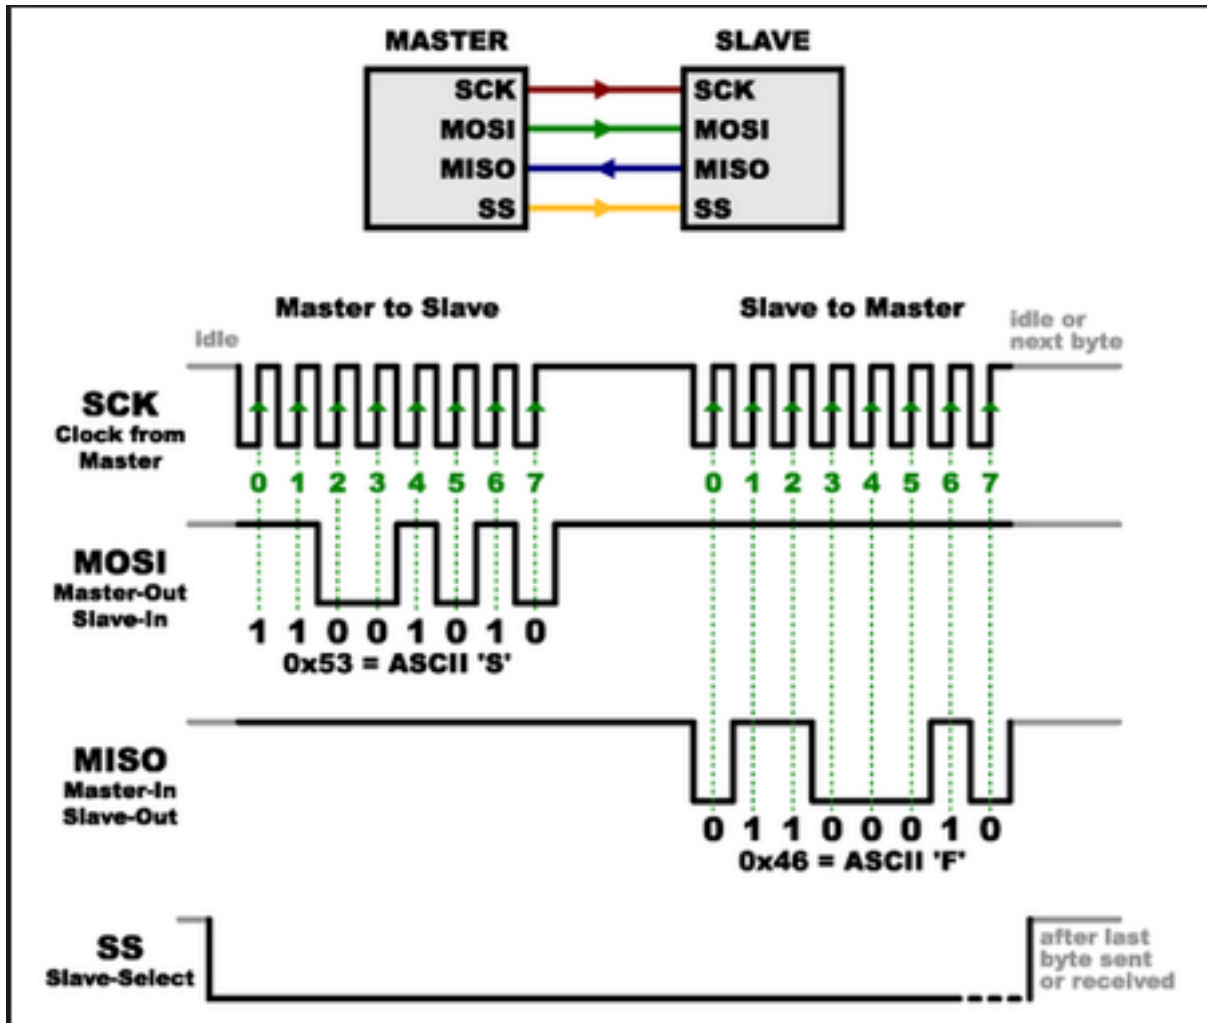 MASTER SLAVE
SCK SCK
MOSI MOSI
MISO MISO
SS SS
Master to Slave Slave to Master
idle
idle or
next byte
SCK
Clock from
Master
0 1 2 3 4 5 6 7 0 1 2 3 4 5 6 7
MOSI
Master-Out
Slave-In
1 1 0 0 1 0 1 0
0x53 = ASCII 'S'
MISO
Master-In
Slave-Out
0 1 1 0 0 0 1 0
0x46 = ASCII 'F'
SS
Slave-Select
after last
byte sent
or received